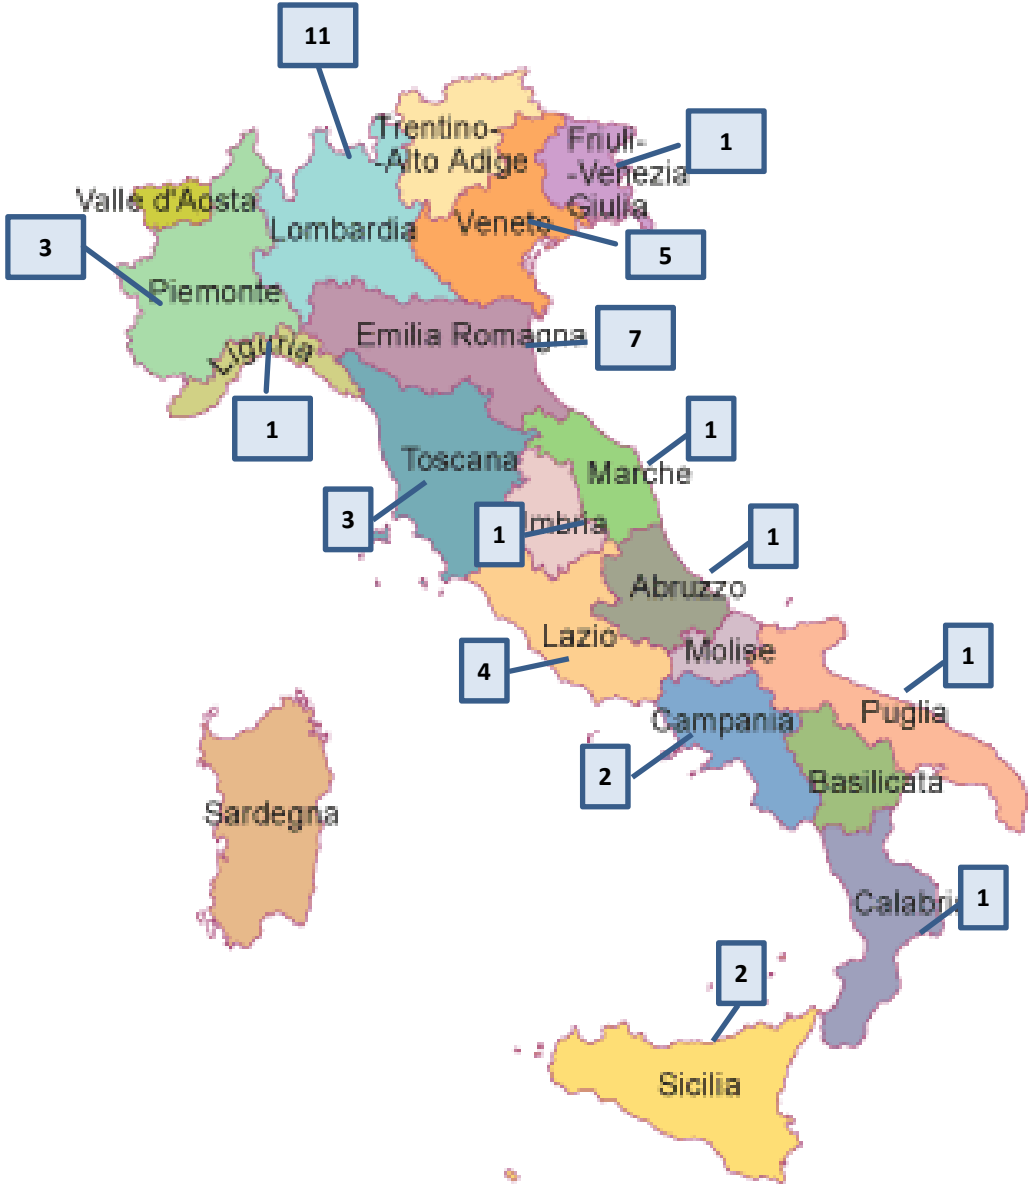 11
Trentino-
-Alto Adige
Friuli-
-Venezia
Giulia
1
Valle d'Aosta
Lombardia
Veneto
3
5
Piemonte
Emilia Romagna
7
Liguria
1
1
Toscana
Marche
3
1
mbria
1
Abruzzo
Lazio
4
Molise
1
Puglia
Campania
2
Basilicata
Sardegna
Calabri
1
2
Sicilia